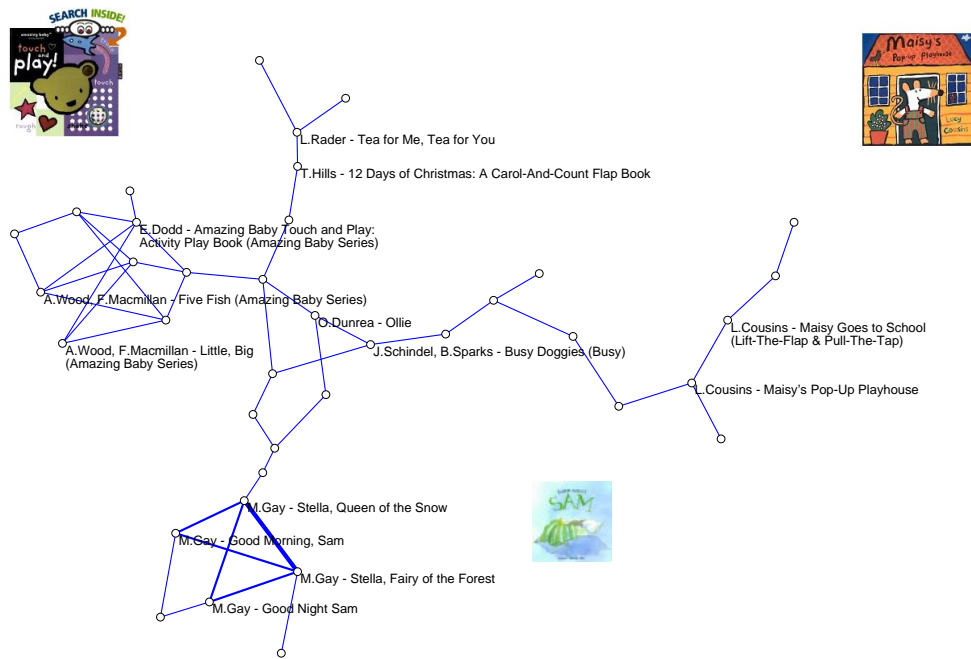 SEARCH INSIDE!
amazing baby
touch
and
play!
touch
rough
Maisy's
Pop-up Playhouse
Lucy
Cousins
L.Rader - Tea for Me, Tea for You
T.Hills - 12 Days of Christmas: A Carol-And-Count Flap Book
E.Dodd - Amazing Baby Touch and Play:
Activity Play Book (Amazing Baby Series)
A.Wood, F.Macmillan - Five Fish (Amazing Baby Series)
O.Dunrea - Ollie
L.Cousins - Maisy Goes to School
(Lift-The-Flap & Pull-The-Tap)
A.Wood, F.Macmillan - Little, Big
(Amazing Baby Series)
J.Schindel, B.Sparks - Busy Doggies (Busy)
L.Cousins - Maisy's Pop-Up Playhouse
SAM
M.Gay - Stella, Queen of the Snow
M.Gay - Good Morning, Sam
M.Gay - Stella, Fairy of the Forest
M.Gay - Good Night Sam